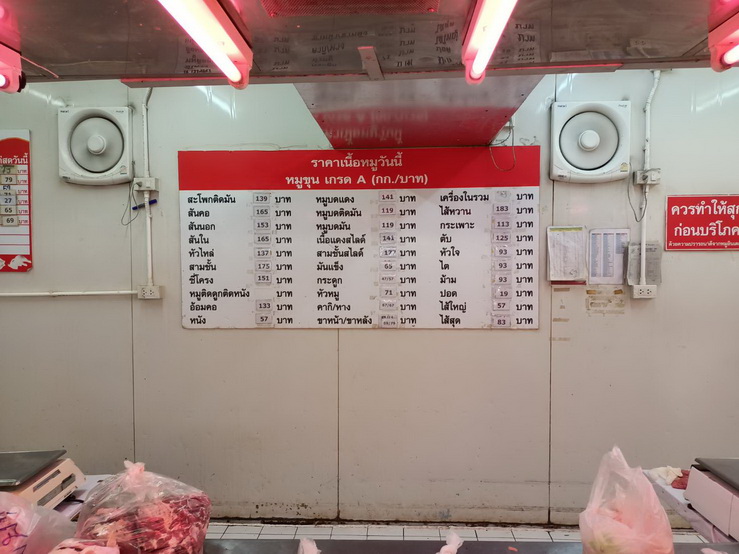 ราคาเนื้อหมูวันนี้
หมูขุน เกรด A (กก./บาท)
สะโพกติดมัน 139 บาท
สันคอ 165 บาท
สันนอก 153 บาท
สันใน 165 บาท
หัวไหล่ 137 บาท
สามชั้น 175 บาท
ซี่โครง 151 บาท
หมูติดตูดติดหนัง บาท
อ้อมคอ 133 บาท
หนัง 57 บาท
หมูบดแดง 141 บาท
หมูบดติดมัน 119 บาท
หมูบดมัน 119 บาท
เนื้อแดงสไลด์ 141 บาท
สามชั้นสไลด์ บาท
มันแข็ง 65 บาท
กระดูก บาท
หัวหมู 71 บาท
คากิ/หาง บาท
ขาหน้า/ขาหลัง บาท
เครื่องในรวม บาท
ไส้หวาน 183 บาท
กระเพาะ 113 บาท
ตับ 125 บาท
หัวใจ 93 บาท
ไต 93 บาท
ม้าม 93 บาท
ปอด 19 บาท
ไส้ใหญ่ 57 บาท
ไส้สุด 83 บาท
สุดวันนี้
79
27
65
69
ควรทำให้สุก
ก่อนบริโภค